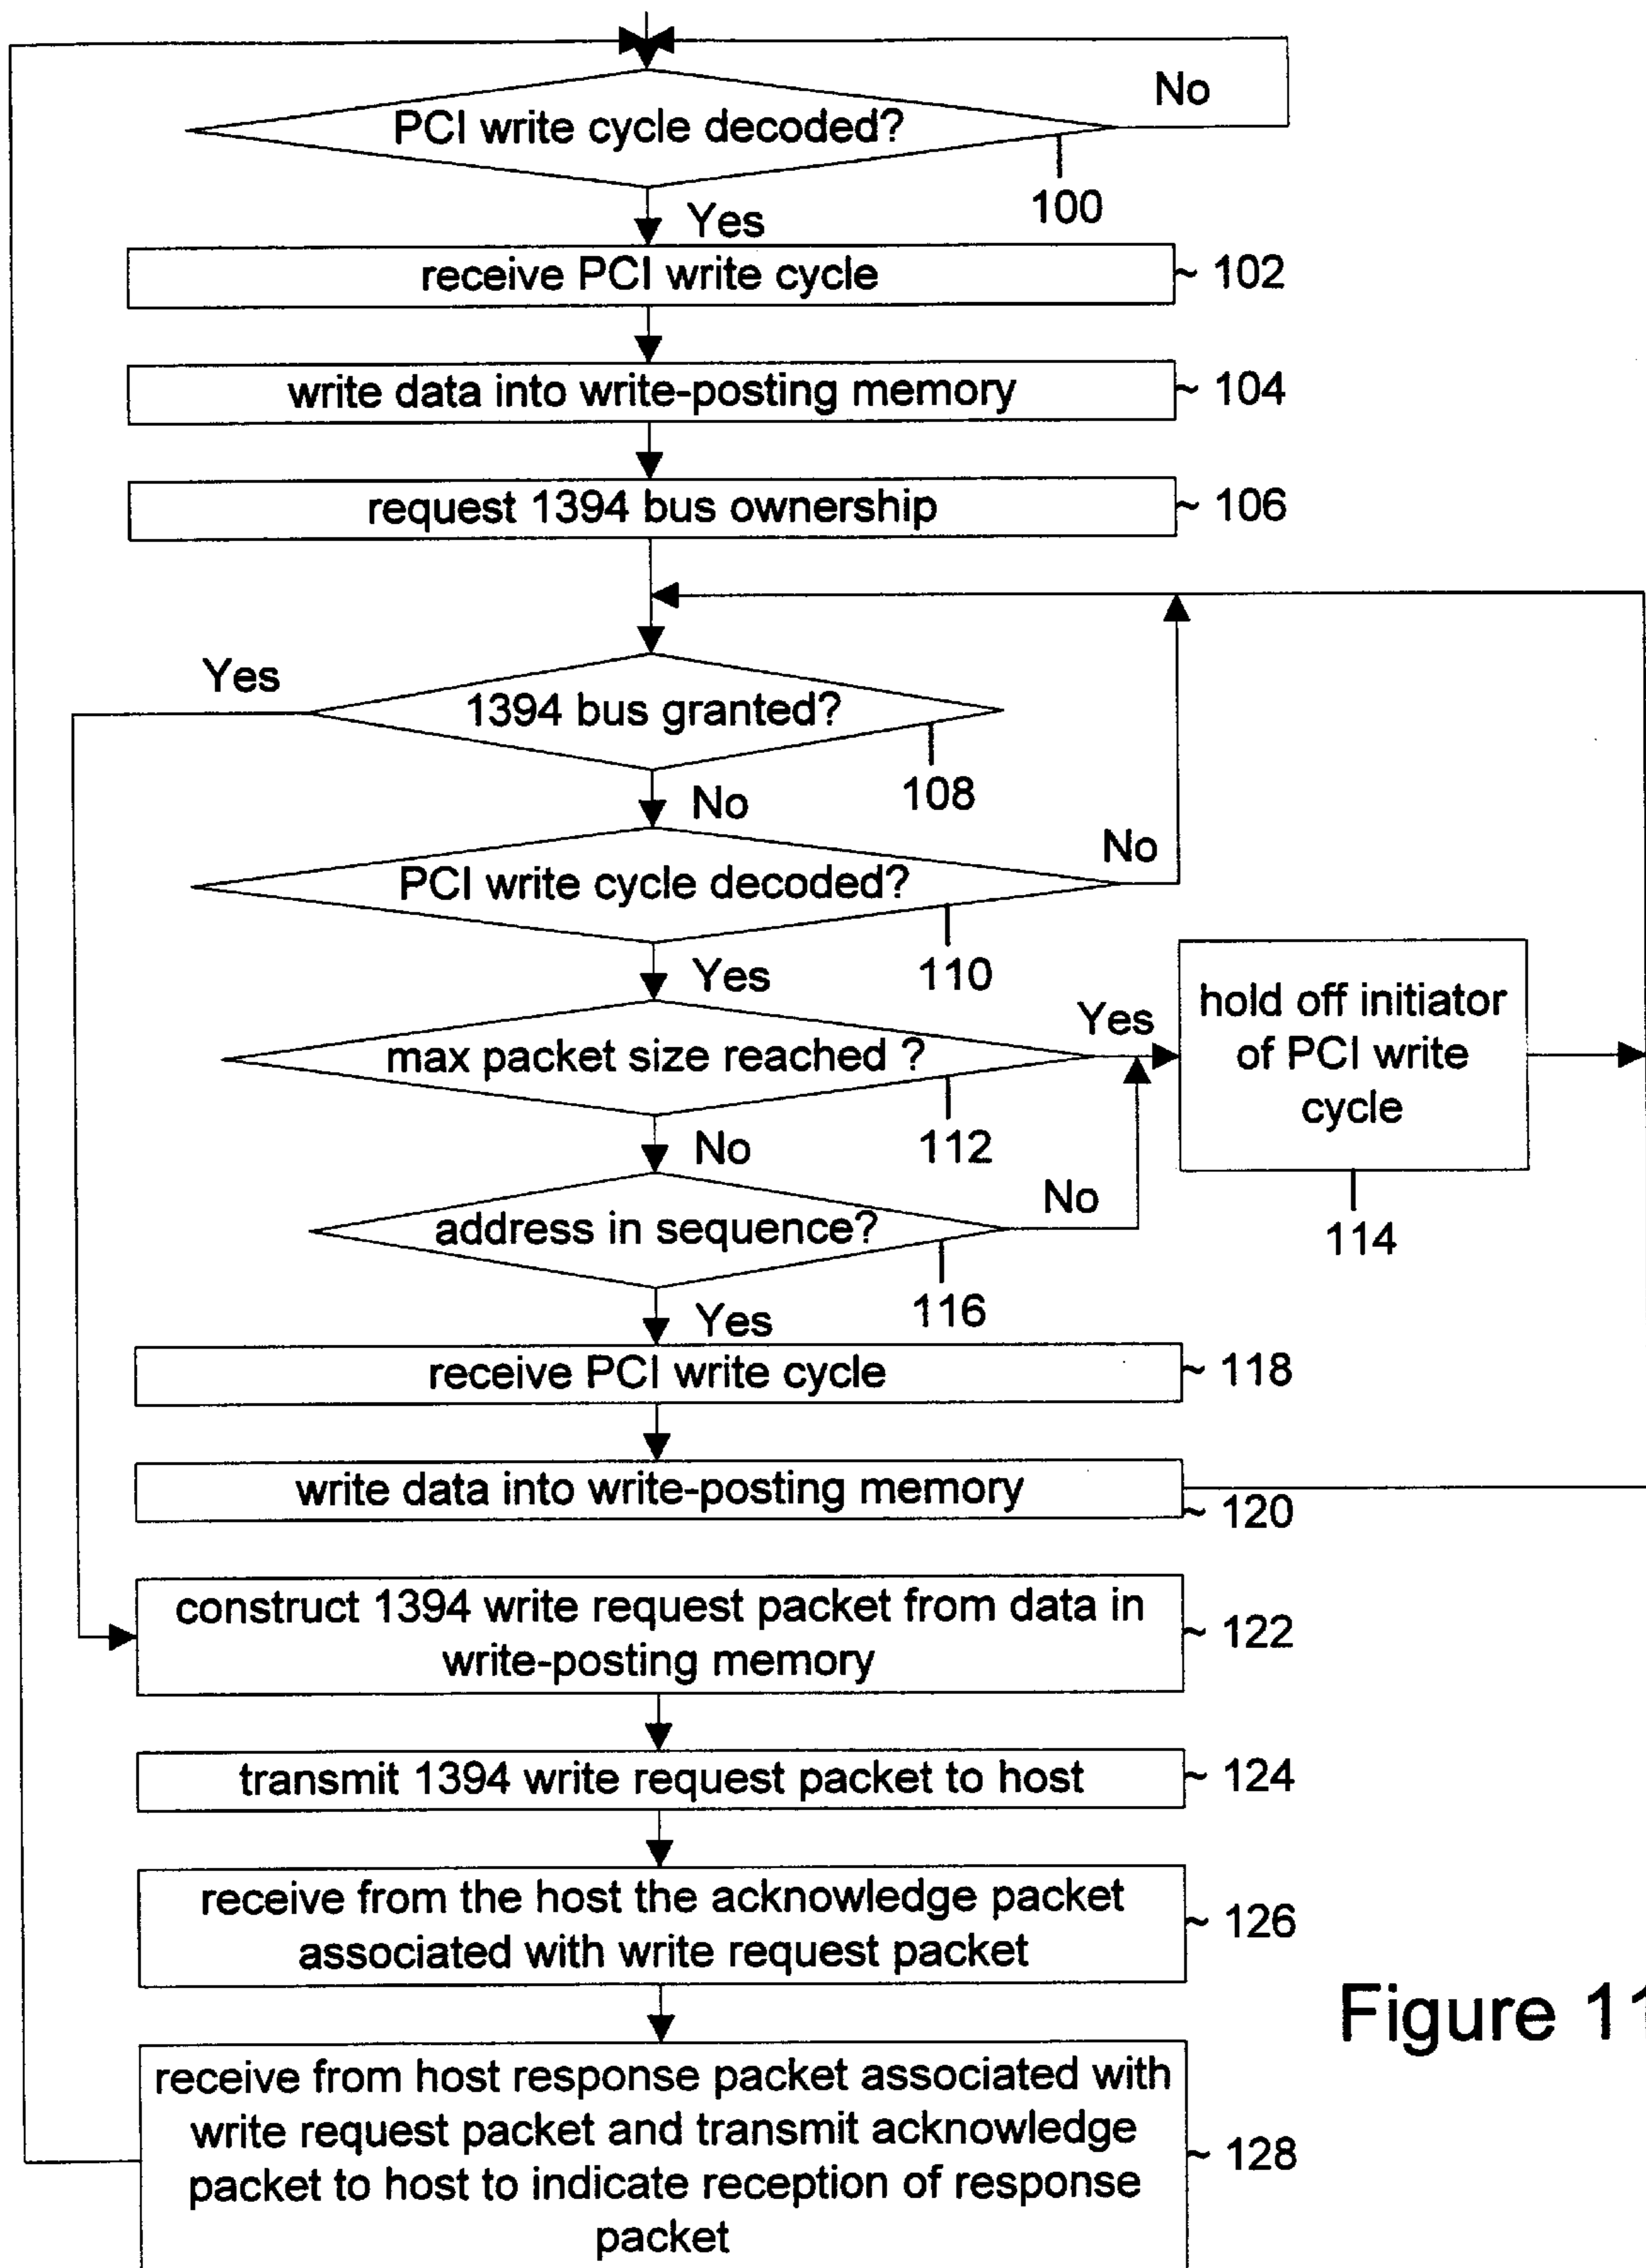 No
PCI write cycle decoded?
100
Yes
receive PCI write cycle
~ 102
write data into write-posting memory
~ 104
request 1394 bus ownership
~ 106
Yes
1394 bus granted?
108
No
No
PCI write cycle decoded?
110
Yes
max packet size reached ?
112
Yes
hold off initiator
of PCI write
cycle
114
No
address in sequence?
116
No
Yes
receive PCI write cycle
~ 118
write data into write-posting memory
~ 120
construct 1394 write request packet from data in
write-posting memory
~ 122
transmit 1394 write request packet to host
~ 124
receive from the host the acknowledge packet
associated with write request packet
~ 126
Figure 11
receive from host response packet associated with
write request packet and transmit acknowledge
packet to host to indicate reception of response
packet
~ 128